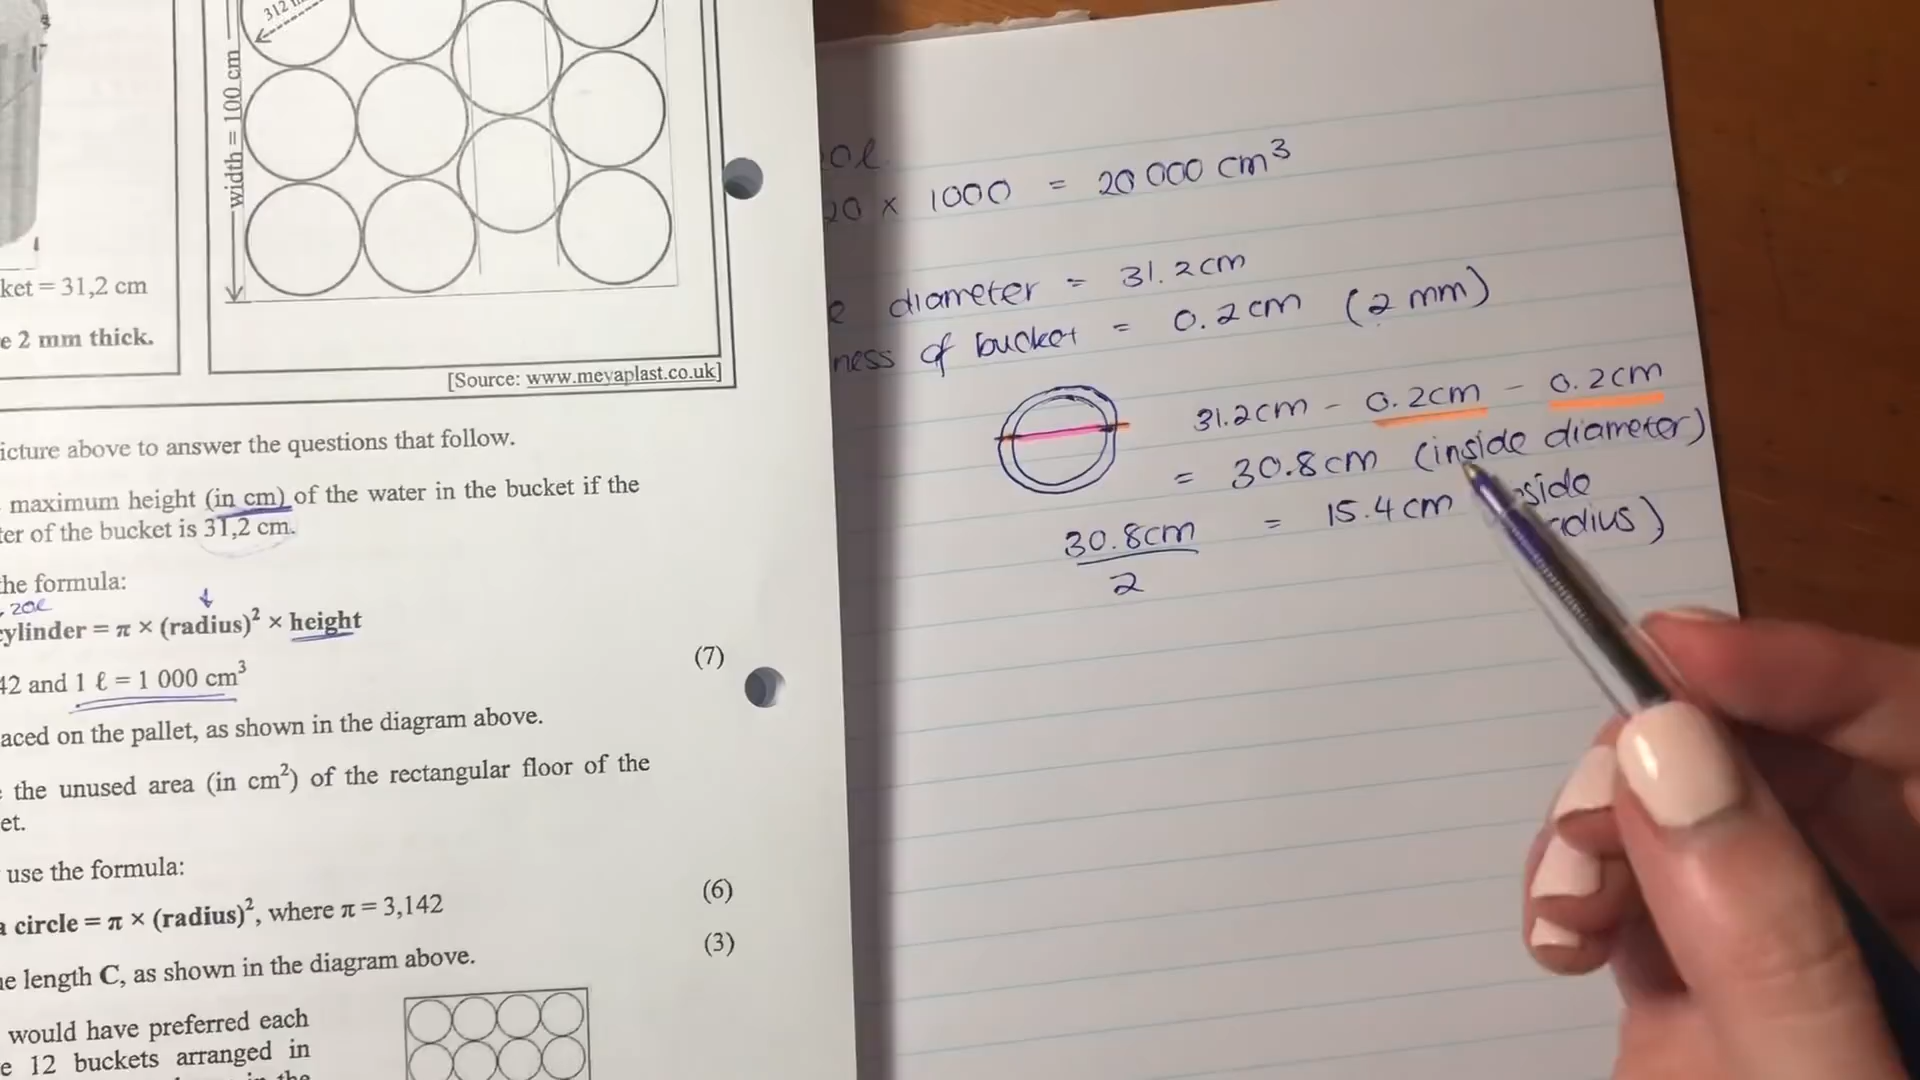 312
width = 100 cm
ket = 31,2 cm
e 2 mm thick.
[Source: www.mevaplast.co.uk]
icture above to answer the questions that follow.
maximum height (in cm) of the water in the bucket if the
ter of the bucket is 31,2 cm.
the formula:
20ℓ
cylinder = π × (radius)² × height
(7)
42 and 1 ℓ = 1 000 cm³
aced on the pallet, as shown in the diagram above.
the unused area (in cm²) of the rectangular floor of the
et.
use the formula:
a circle = π × (radius)², where π = 3,142
(6)
(3)
ne length C, as shown in the diagram above.
would have preferred each
e 12 buckets arranged in
the
0ℓ
20 × 1000 = 20 000 cm³
e diameter = 31.2cm
ness of bucket = 0.2cm (2 mm)
31.2cm - 0.2cm - 0.2cm
= 30.8cm (inside diameter)
30.8cm
2
= 15.4cm
side
adius)